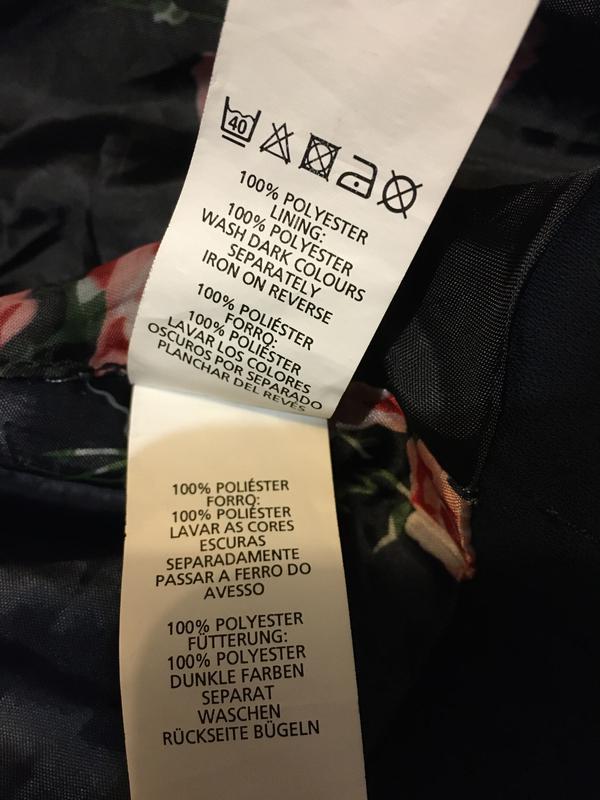 40
100% POLYESTER
LINING:
100% POLYESTER
WASH DARK COLOURS
SEPARATELY
IRON ON REVERSE
100% POLIÉSTER
FORRO:
100% POLIÉSTER
LAVAR LOS COLORES
OSCUROS POR SEPARADO
PLANCHAR DEL REVÉS
100% POLIÉSTER
FORRO:
100% POLIÉSTER
LAVAR AS CORES
ESCURAS
SEPARADAMENTE
PASSAR A FERRO DO
AVESSO
100% POLYESTER
FÜTTERUNG:
100% POLYESTER
DUNKLE FARBEN
SEPARAT
WASCHEN
RÜCKSEITE BÜGELN